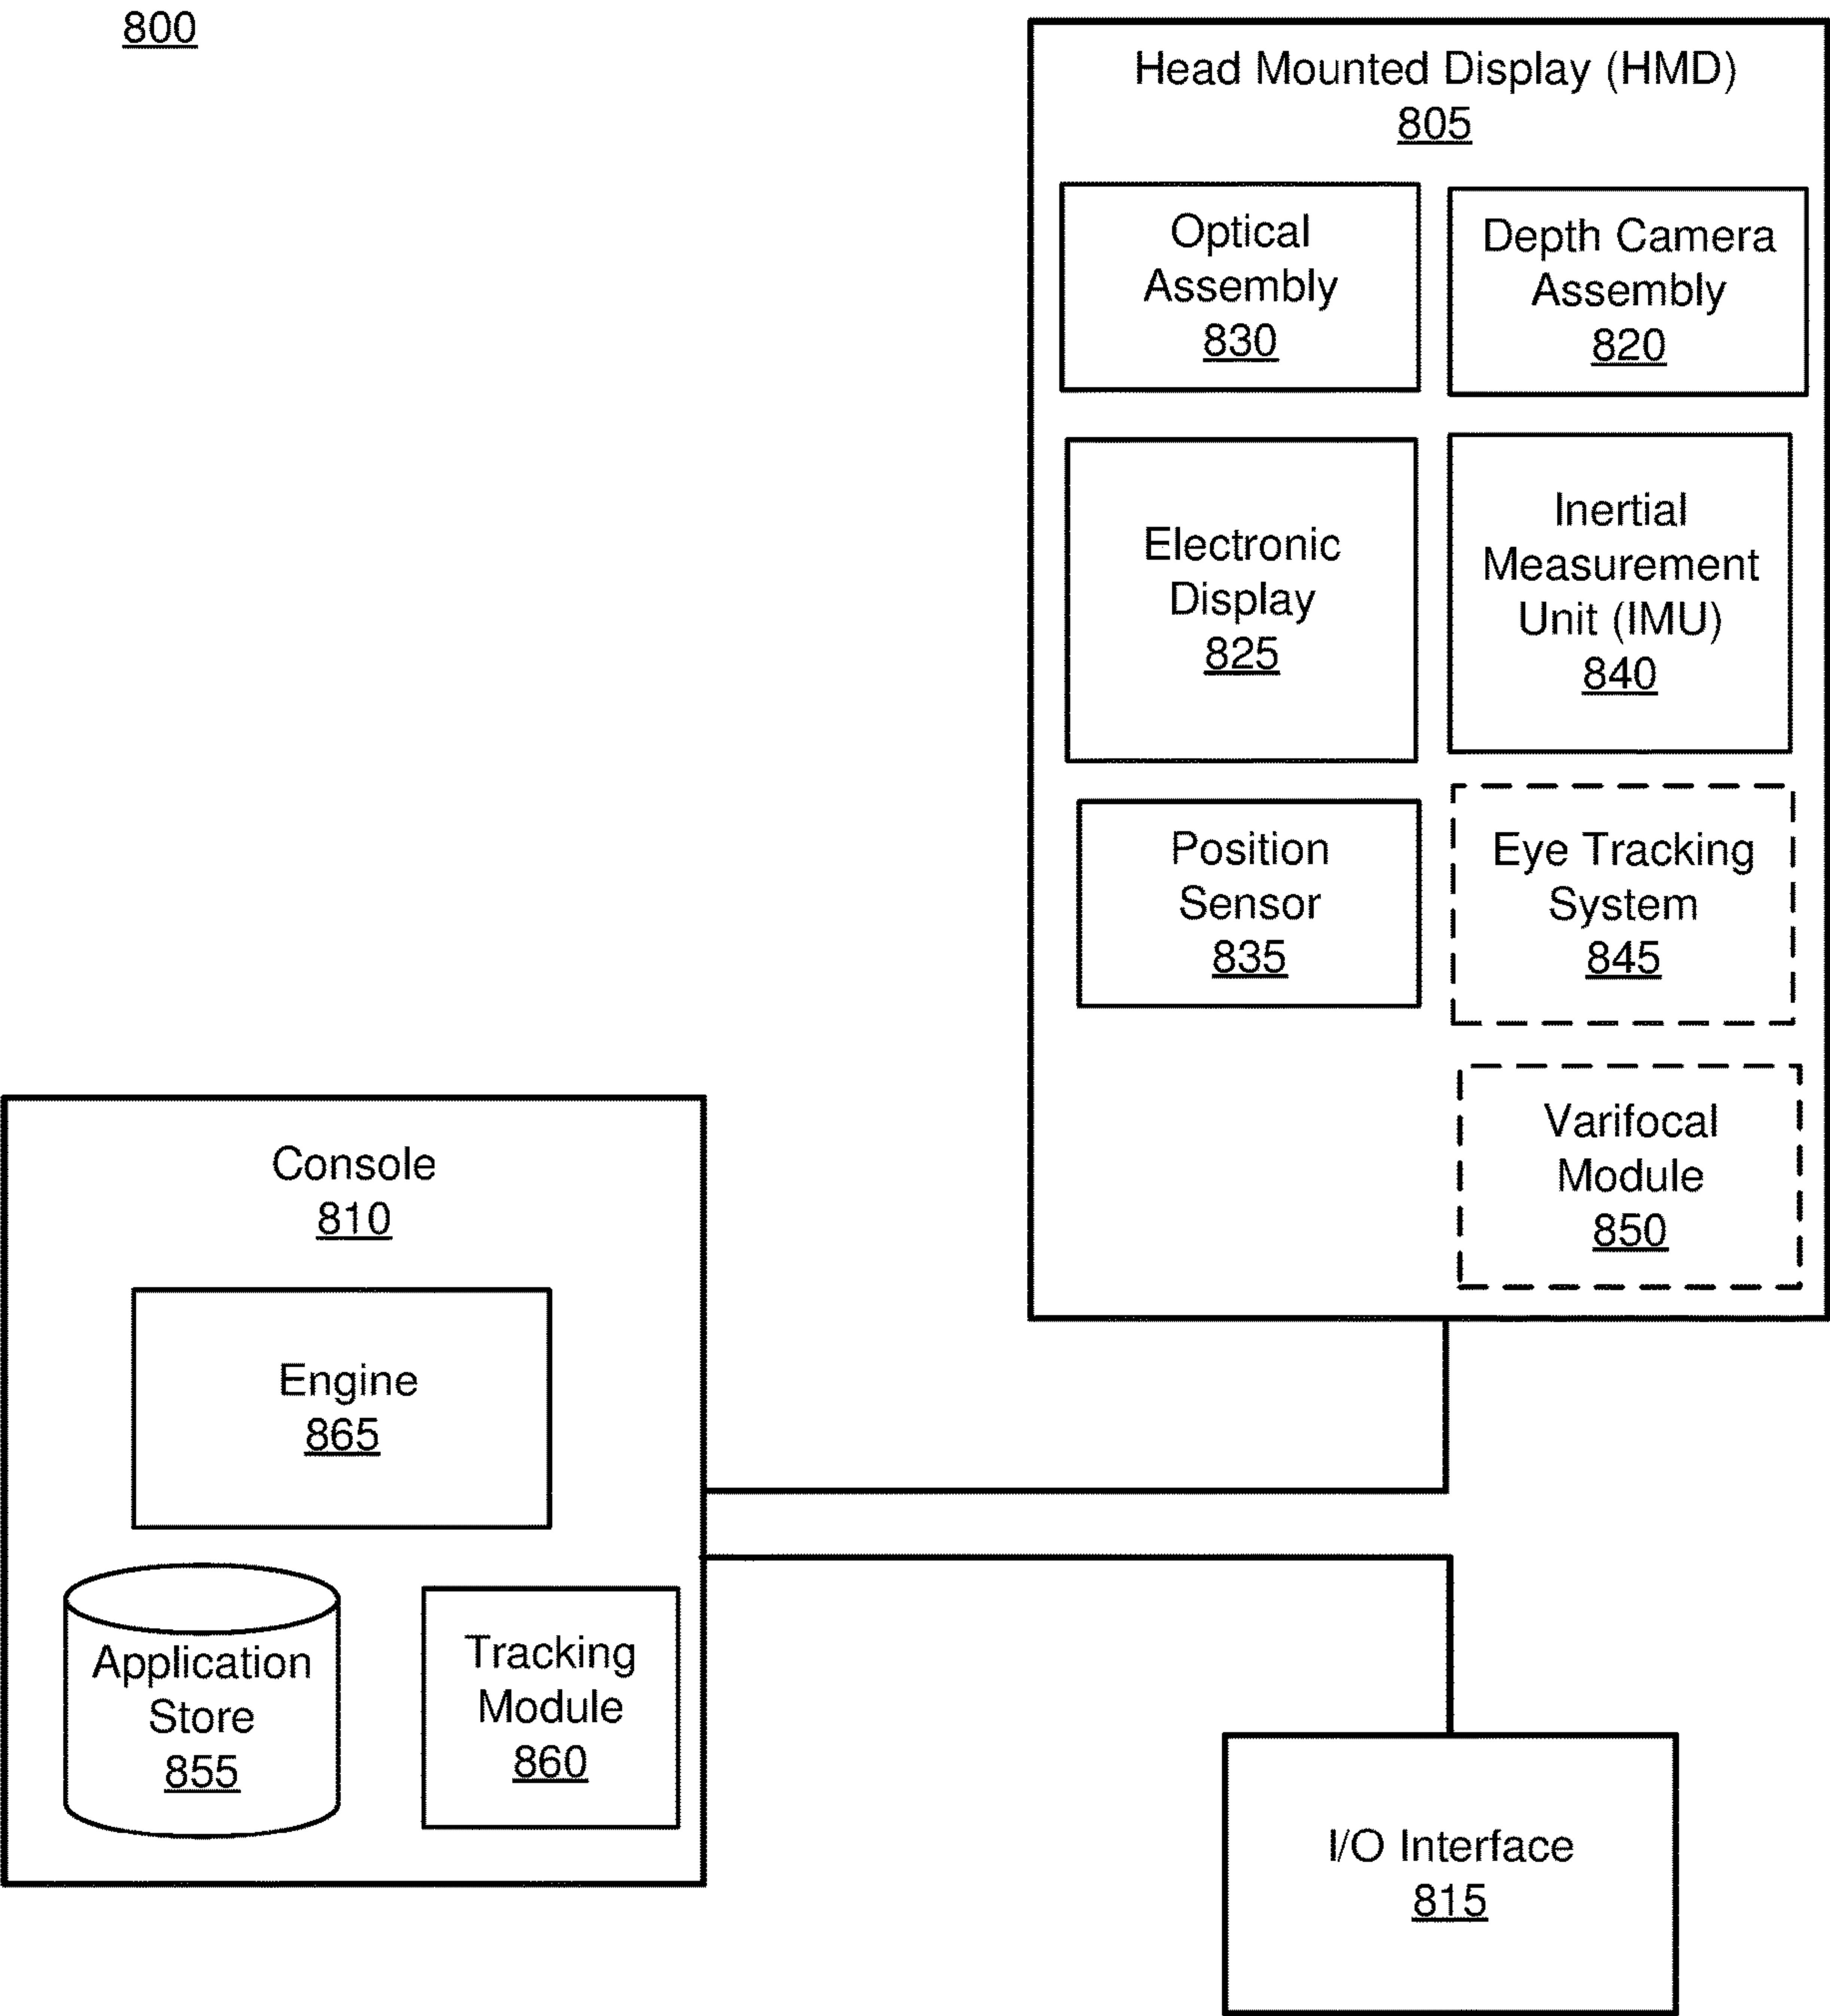 800
Head Mounted Display (HMD)
805
Optical
Assembly
830
Depth Camera
Assembly
820
Electronic
Display
825
Inertial
Measurement
Unit (IMU)
840
Position
Sensor
835
Eye Tracking
System
845
Varifocal
Module
850
Console
810
Engine
865
Application
Store
855
Tracking
Module
860
I/O Interface
815